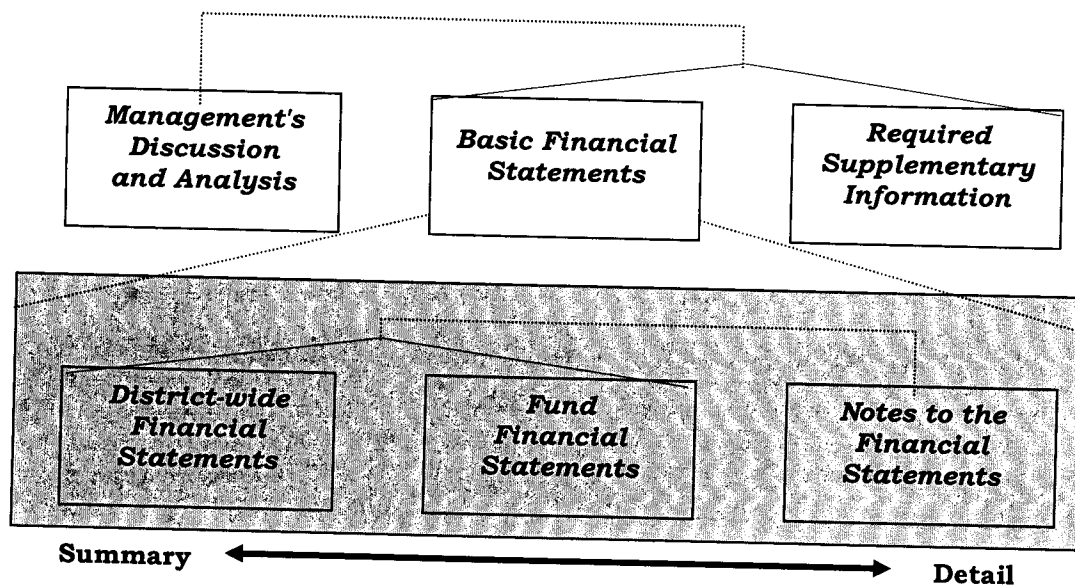 Management's
Discussion
and Analysis
Basic Financial
Statements
Required
Supplementary
Information
District-wide
Financial
Statements
Fund
Financial
Statements
Notes to the
Financial
Statements
Summary
Detail